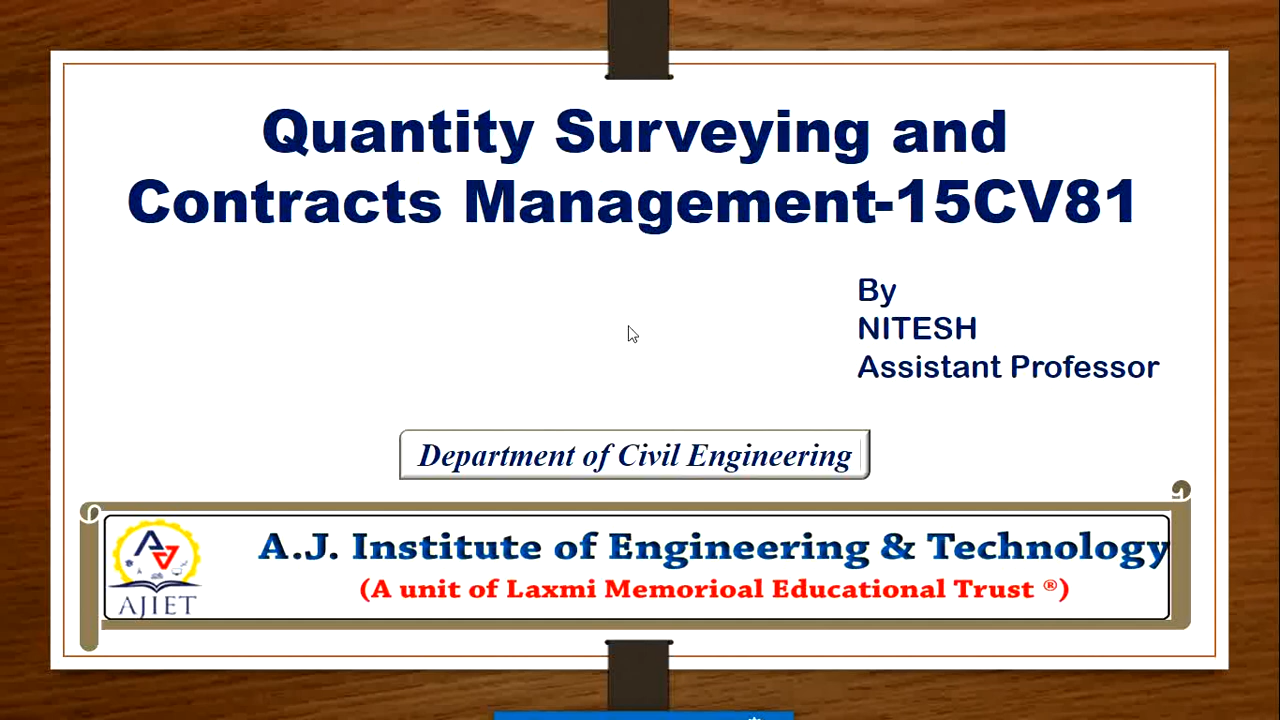 Quantity Surveying and
Contracts Management-15CV81
By
NITESH
Assistant Professor
Department of Civil Engineering
A.J. Institute of Engineering & Technology
(A unit of Laxmi Memorioal Educational Trust ®)
AJIET